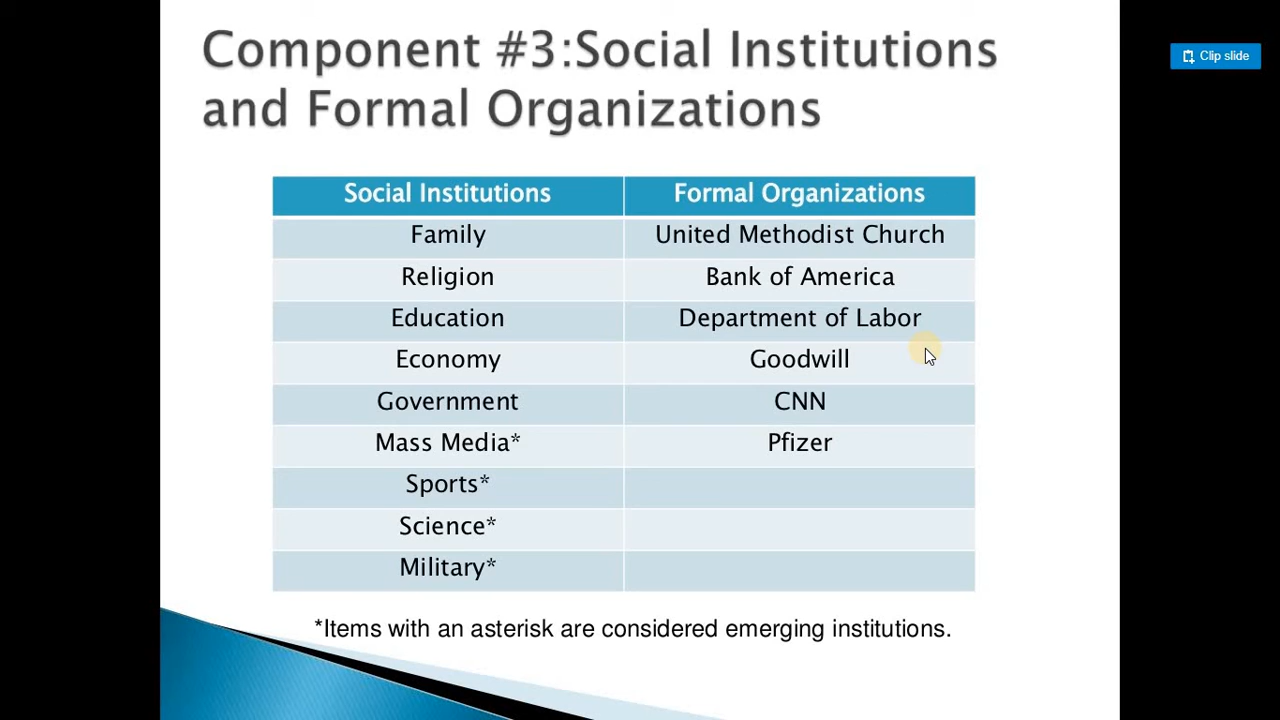 Component #3:Social Institutions
and Formal Organizations
Clip slide
Social Institutions Formal Organizations
Family United Methodist Church
Religion Bank of America
Education Department of Labor
Economy Goodwill
Government CNN
Mass Media* Pfizer
Sports*
Science*
Military*
*Items with an asterisk are considered emerging institutions.